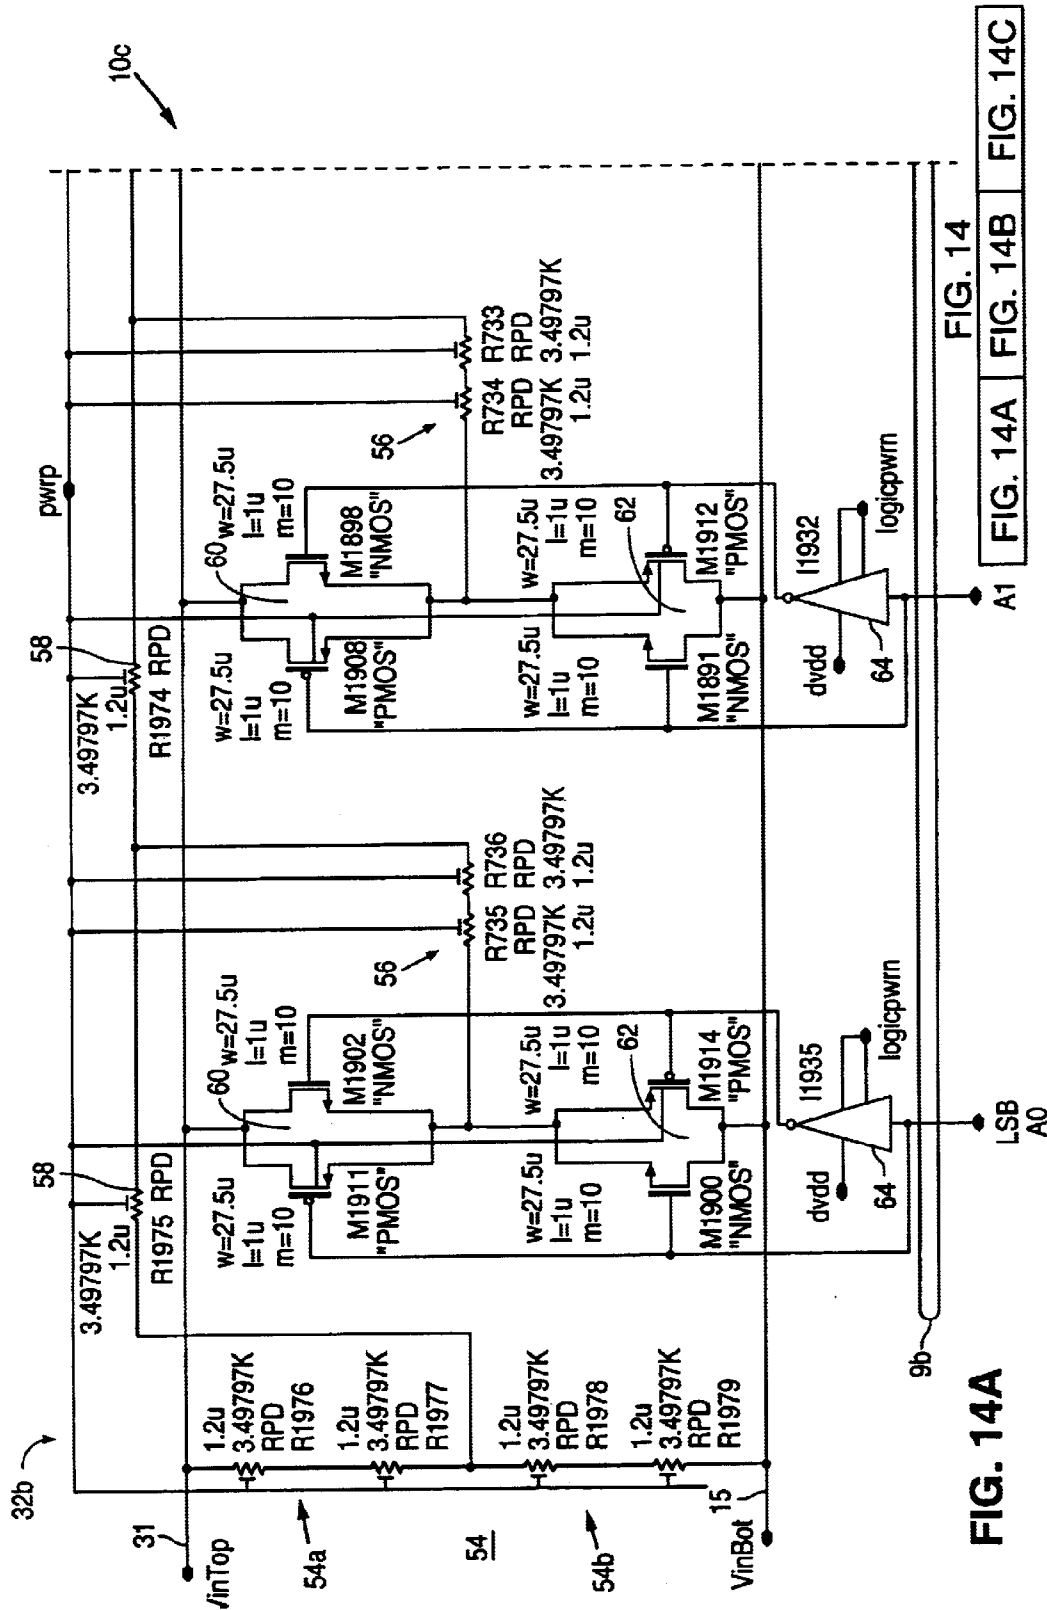 32b
10c
pwrp
31
VinTop
54a
54
54b
VinBot
15
1.2u
3.49797K
RPD
R1976
1.2u
3.49797K
RPD
R1977
1.2u
3.49797K
RPD
R1978
1.2u
3.49797K
RPD
R1979
3.49797K
1.2u
R1975 RPD
58
w=27.5u
l=1u
m=10
M1911
"PMOS"
60
w=27.5u
l=1u
m=10
M1902
"NMOS"
56
R735 R736
RPD RPD
3.49797K 3.49797K
1.2u 1.2u
w=27.5u
l=1u
m=10
M1900
"NMOS"
w=27.5u
l=1u
m=10
62
M1914
"PMOS"
I1935
dvdd
logicpwrn
64
LSB
A0
3.49797K
1.2u
R1974 RPD
58
w=27.5u
l=1u
m=10
M1908
"PMOS"
60
w=27.5u
l=1u
m=10
M1898
"NMOS"
56
R734 R733
RPD RPD
3.49797K 3.49797K
1.2u 1.2u
w=27.5u
l=1u
m=10
M1891
"NMOS"
w=27.5u
l=1u
m=10
62
M1912
"PMOS"
I1932
dvdd
logicpwrn
64
A1
9b
FIG. 14A
FIG. 14
FIG. 14A FIG. 14B FIG. 14C